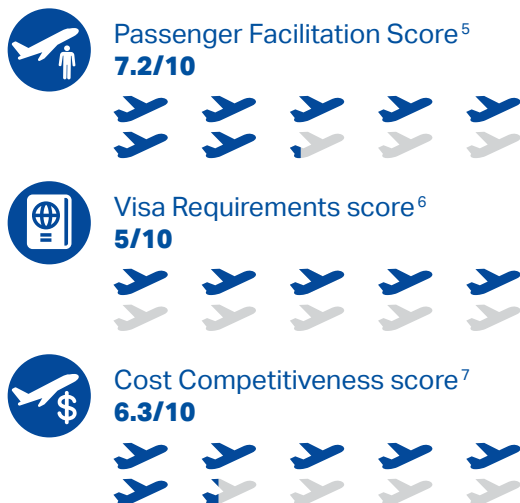 Passenger Facilitation Score⁵
7.2/10
Visa Requirements score⁶
5/10
Cost Competitiveness score⁷
$
6.3/10